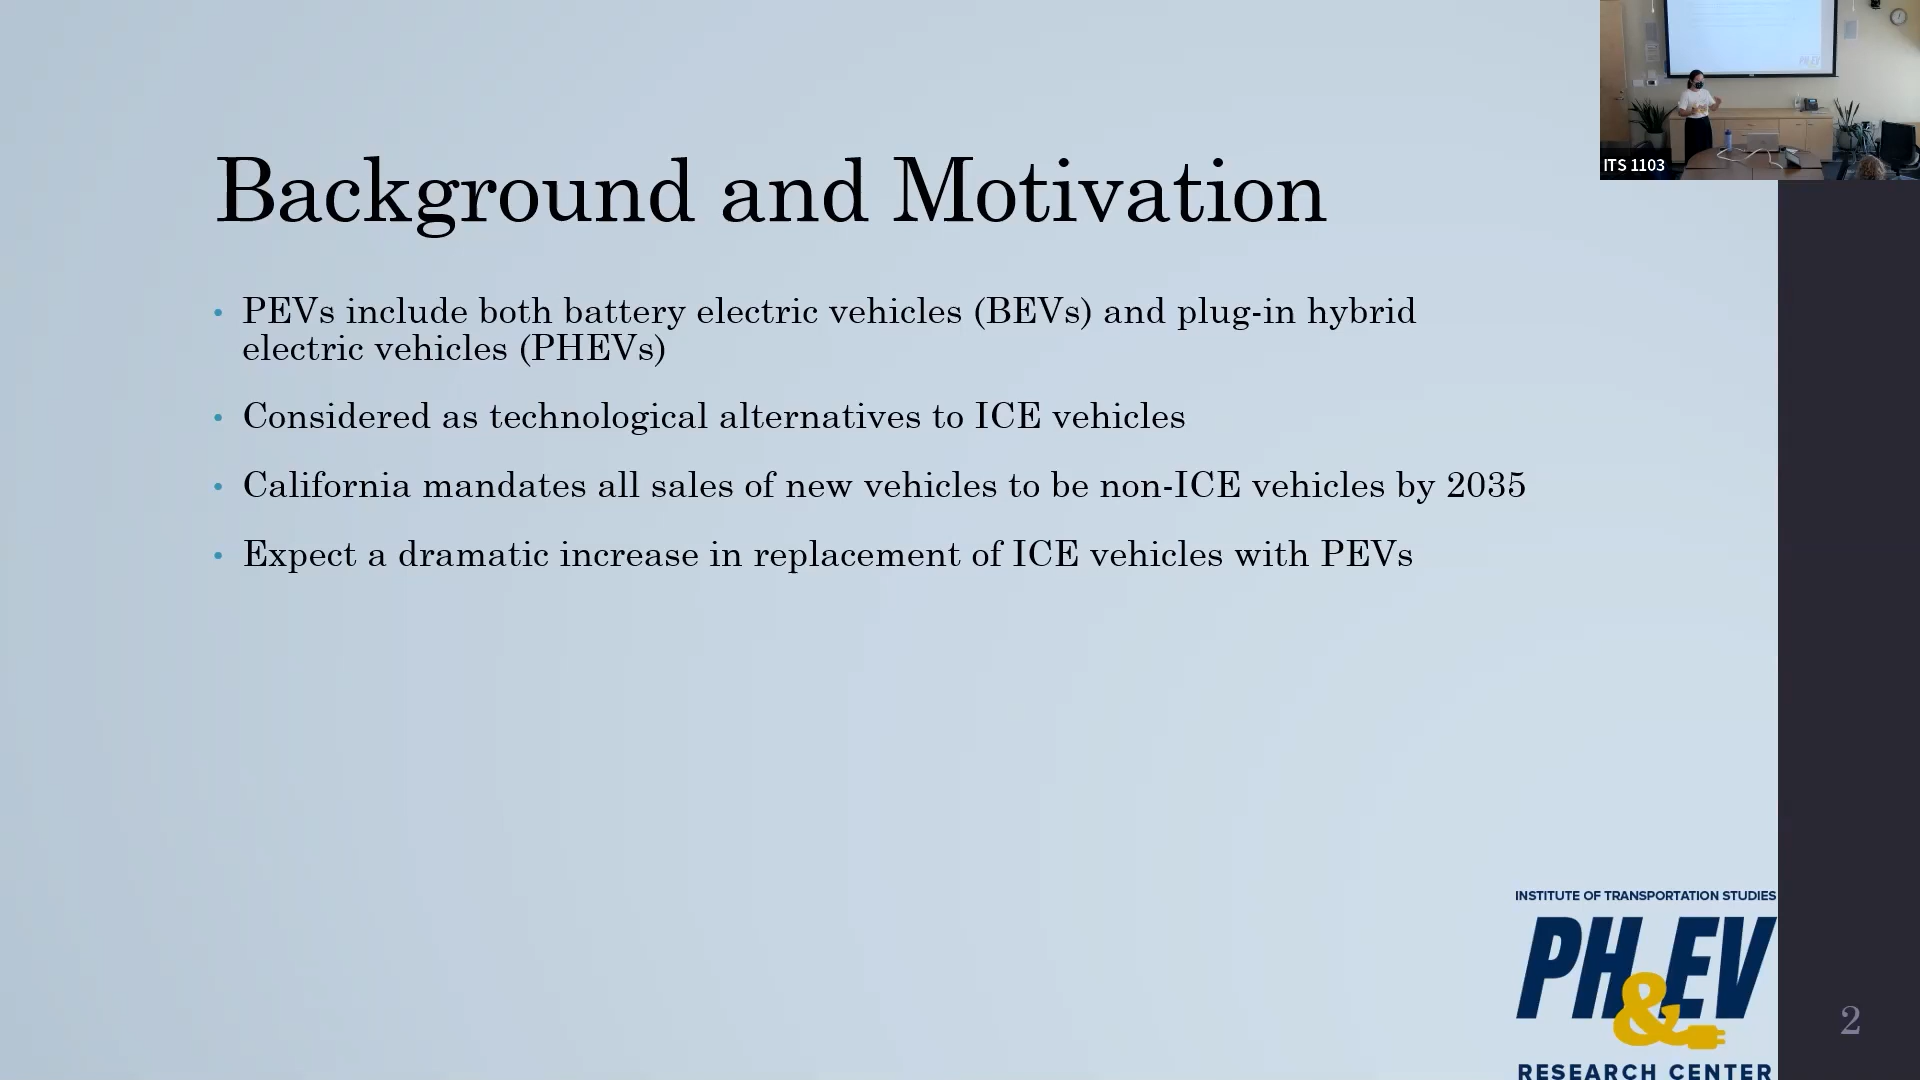 Background and Motivation
• PEVs include both battery electric vehicles (BEVs) and plug-in hybrid
electric vehicles (PHEVs)
• Considered as technological alternatives to ICE vehicles
• California mandates all sales of new vehicles to be non-ICE vehicles by 2035
• Expect a dramatic increase in replacement of ICE vehicles with PEVs
ITS 1103
INSTITUTE OF TRANSPORTATION STUDIES
PH&EV
RESEARCH CENTER
2